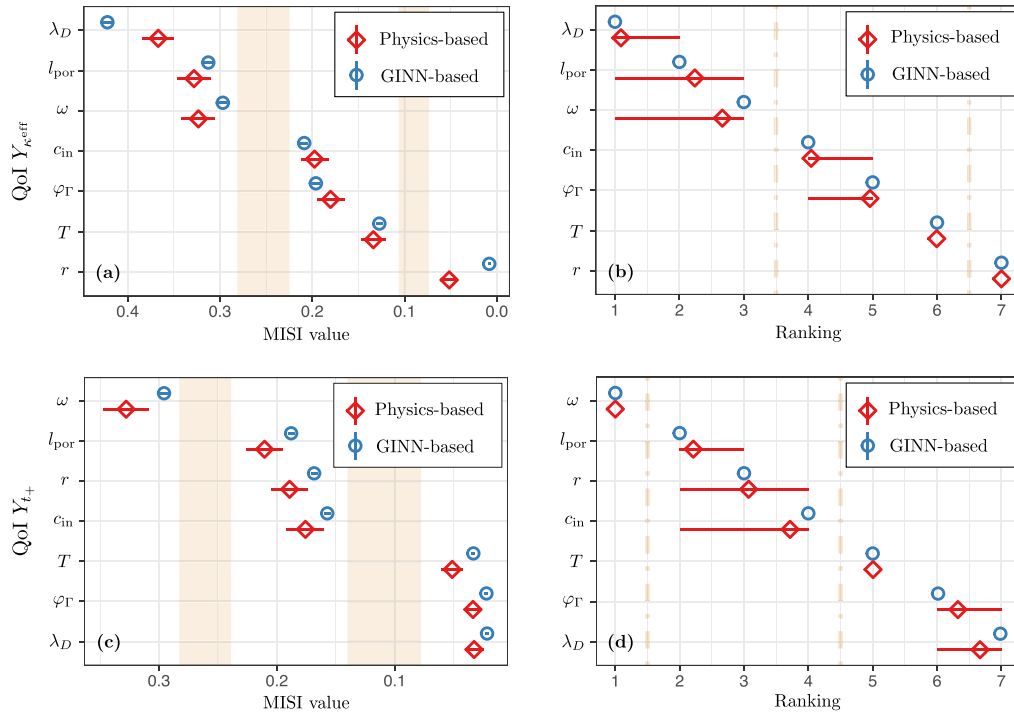 QoI Y_{κ^{eff}}
λ_D
l_por
ω
c_in
φ_Γ
T
r
Physics-based
GINN-based
(a)
0.4 0.3 0.2 0.1 0.0
MISI value
λ_D
l_por
ω
c_in
φ_Γ
T
r
Physics-based
GINN-based
(b)
1 2 3 4 5 6 7
Ranking
QoI Y_{t+}
ω
l_por
r
c_in
T
φ_Γ
λ_D
Physics-based
GINN-based
(c)
0.3 0.2 0.1
MISI value
ω
l_por
r
c_in
T
φ_Γ
λ_D
Physics-based
GINN-based
(d)
1 2 3 4 5 6 7
Ranking